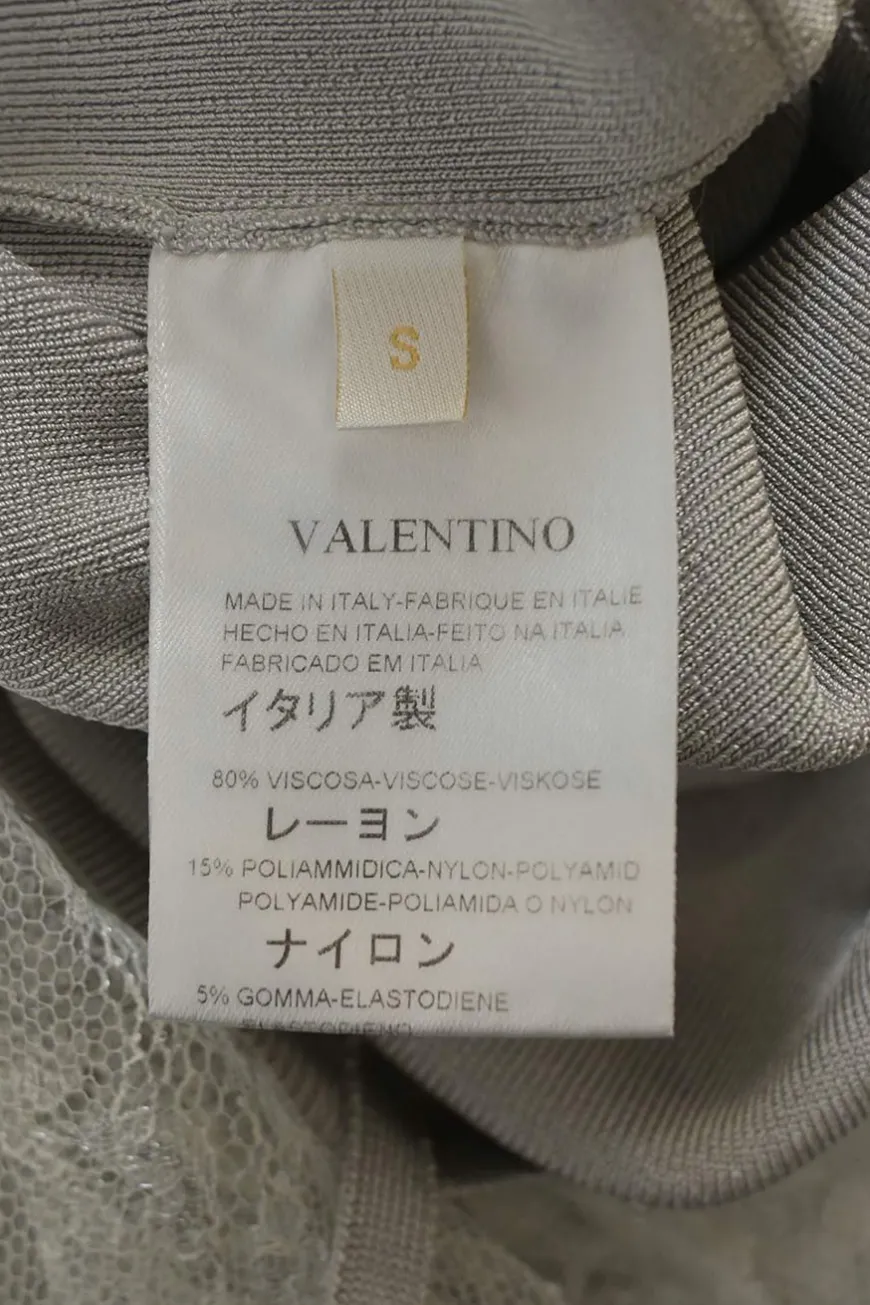 S
VALENTINO
MADE IN ITALY-FABRIQUE EN ITALIE
HECHO EN ITALIA-FEITO NA ITALIA
FABRICADO EM ITALIA
イタリア製
80% VISCOSA-VISCOSE-VISKOSE
レーヨン
15% POLIAMMIDICA-NYLON-POLYAMID
POLYAMIDE-POLIAMIDA O NYLON
ナイロン
5% GOMMA-ELASTODIENE
ELASTODIENO